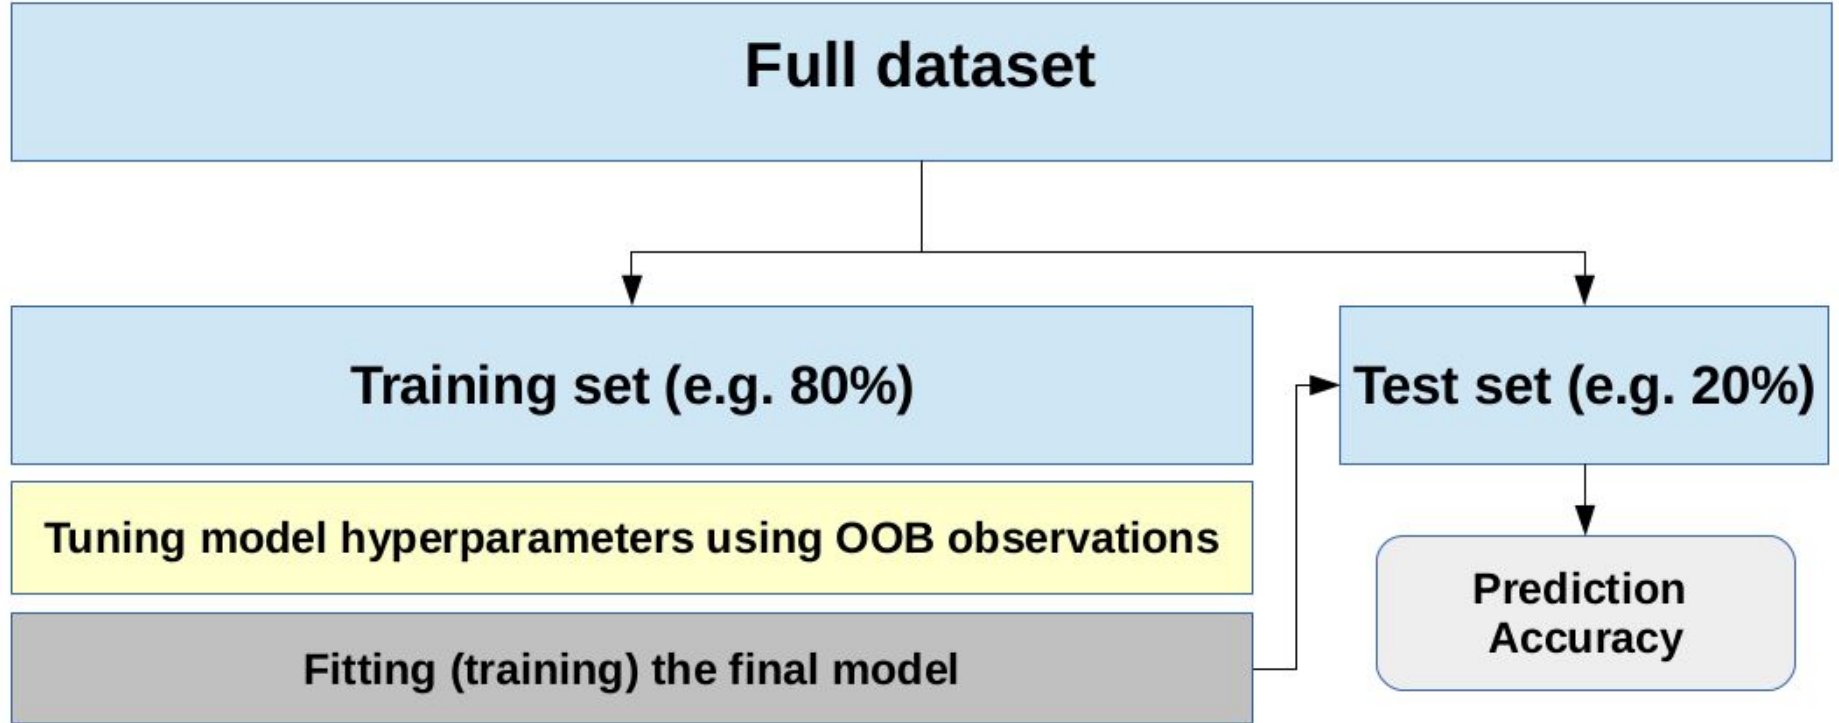 Full dataset
Training set (e.g. 80%)
Test set (e.g. 20%)
Tuning model hyperparameters using OOB observations
Fitting (training) the final model
Prediction
Accuracy